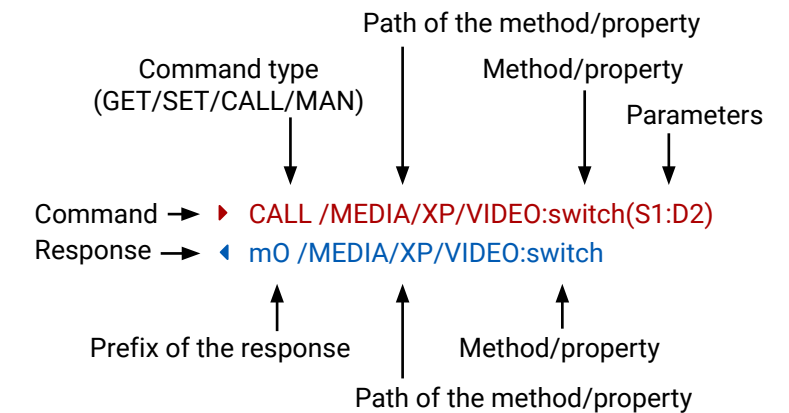 Path of the method/property
Command type
(GET/SET/CALL/MAN)
Method/property
Parameters
Command
CALL /MEDIA/XP/VIDEO:switch(S1:D2)
Response
mO /MEDIA/XP/VIDEO:switch
Prefix of the response
Method/property
Path of the method/property